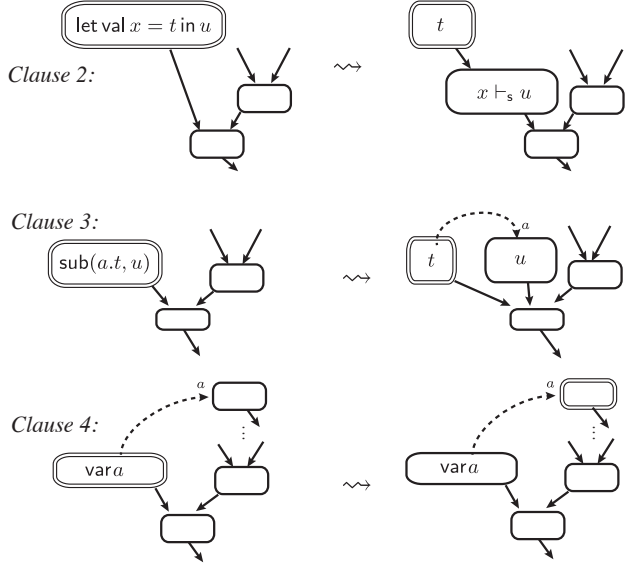 let val x = t in u
t
Clause 2:
⇝
x ⊢ₛ u
Clause 3:
a
sub(a.t, u)
⇝
t
u
a
a
Clause 4:
⋮
⋮
var a
⇝
var a